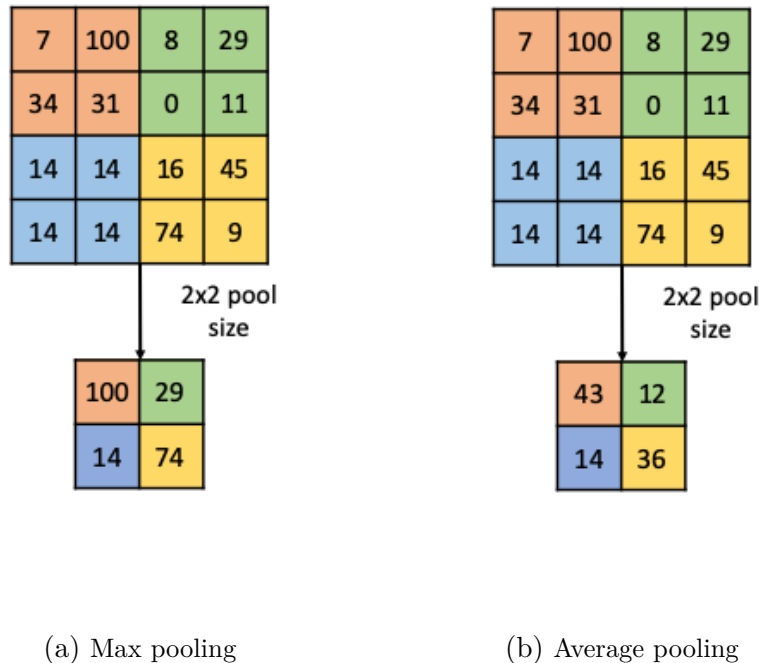 7 100 8 29
34 31 0 11
14 14 16 45
14 14 74 9
2x2 pool
size
100 29
14 74
(a) Max pooling
7 100 8 29
34 31 0 11
14 14 16 45
14 14 74 9
2x2 pool
size
43 12
14 36
(b) Average pooling